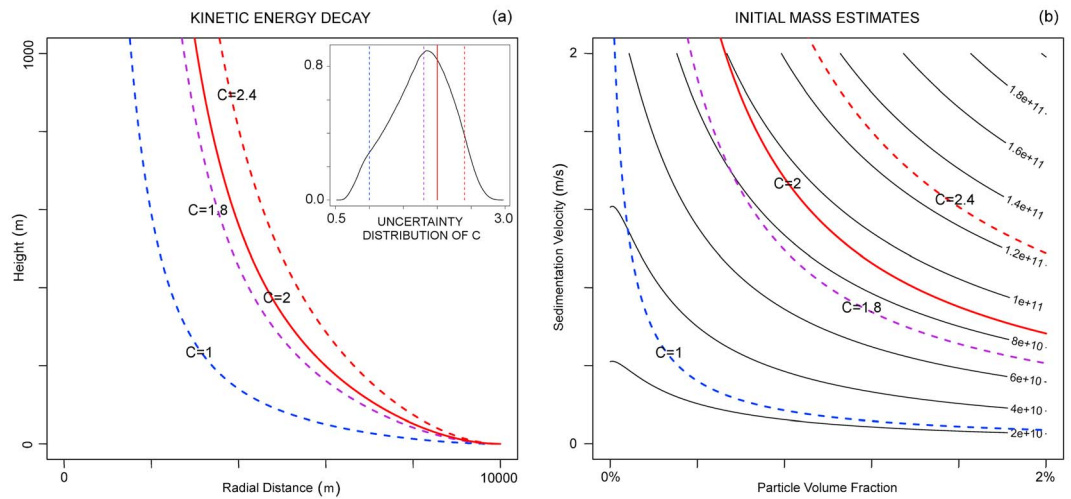 KINETIC ENERGY DECAY
(a)
1000
0
Height (m)
C=2.4
C=1.8
C=2
C=1
0.8
0.0
0.5
3.0
UNCERTAINTY
DISTRIBUTION OF C
0
10000
Radial Distance (m)
INITIAL MASS ESTIMATES
(b)
2
0
Sedimentation Velocity (m/s)
1.8e+11
1.6e+11
1.4e+11
1.2e+11
1e+11
8e+10
6e+10
4e+10
2e+10
C=2
C=2.4
C=1.8
C=1
0%
2%
Particle Volume Fraction